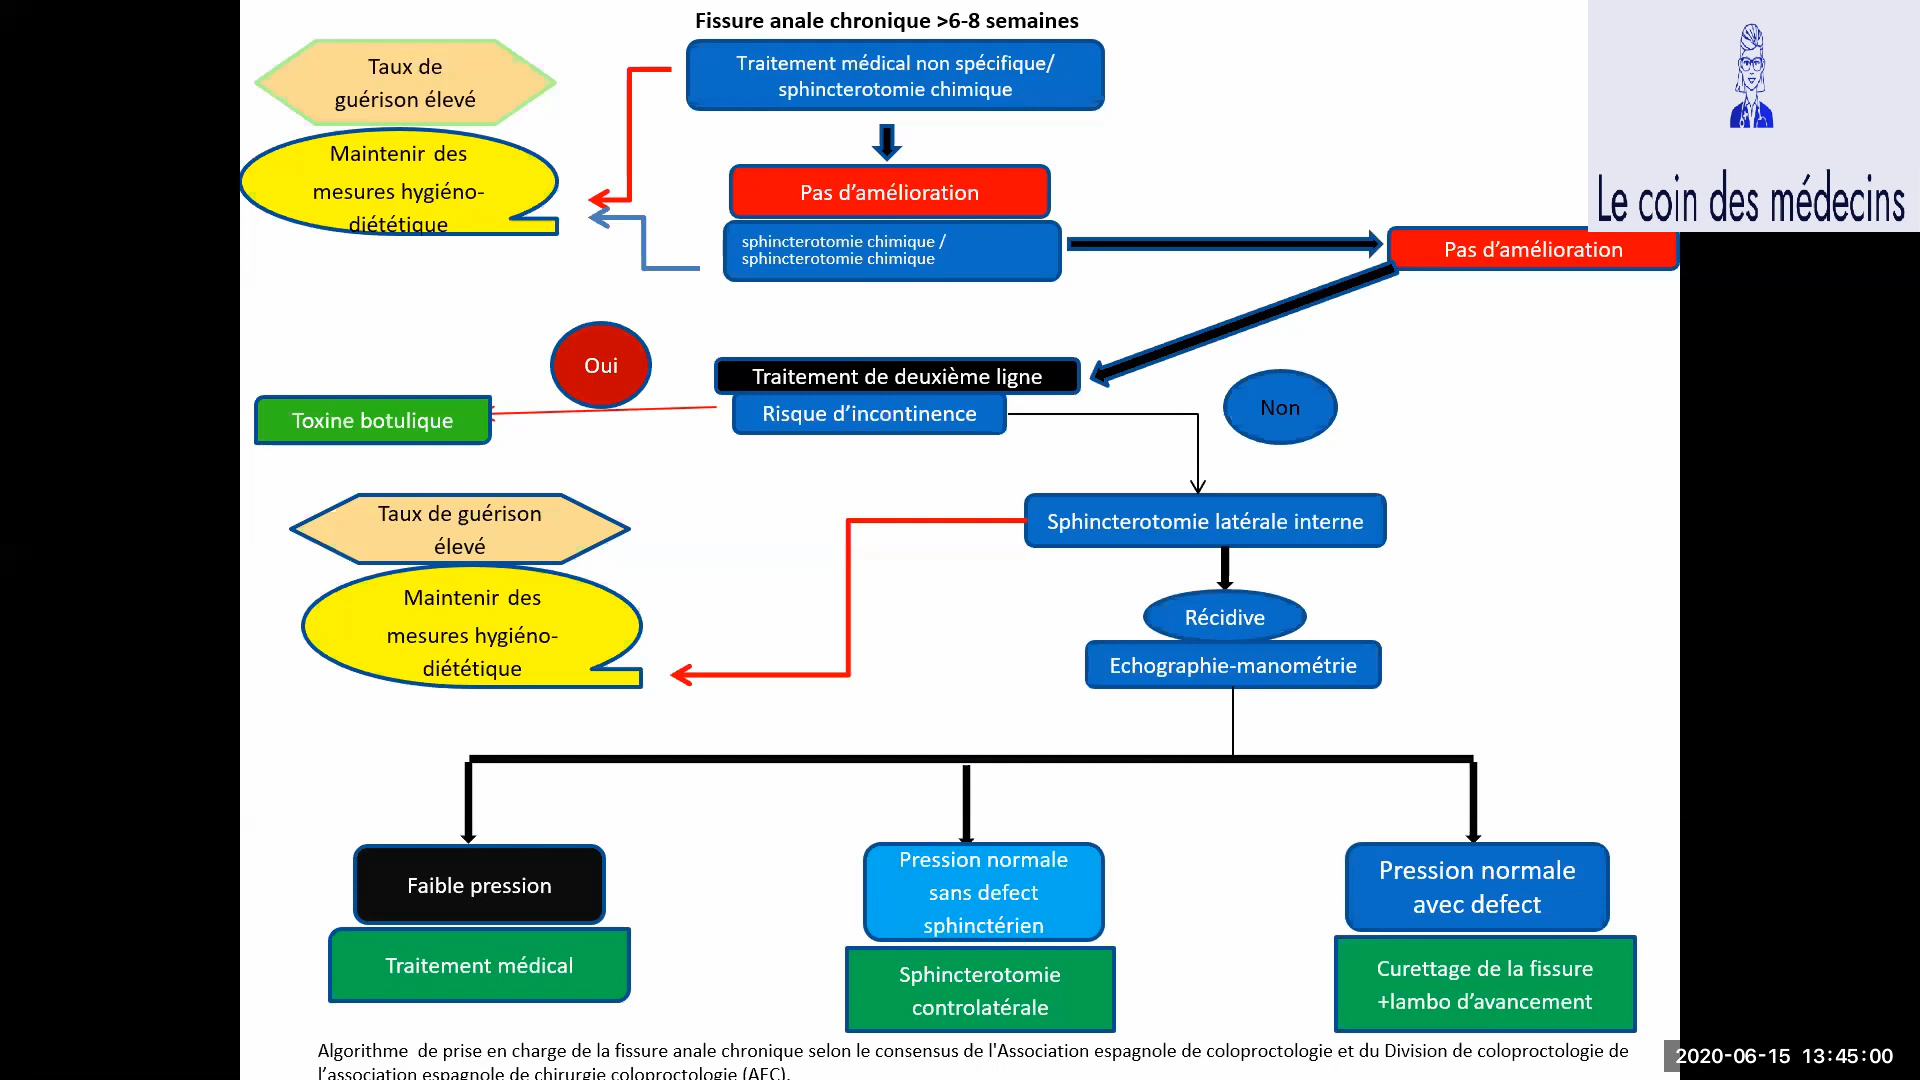 Fissure anale chronique >6-8 semaines
Taux de
guérison élevé
Traitement médical non spécifique/
sphincterotomie chimique
Maintenir des
mesures hygiéno-
diététique
Pas d’amélioration
sphincterotomie chimique /
sphincterotomie chimique
Le coin des médecins
Pas d’amélioration
Oui
Traitement de deuxième ligne
Risque d’incontinence
Non
Toxine botulique
Taux de guérison
élevé
Sphincterotomie latérale interne
Maintenir des
mesures hygiéno-
diététique
Récidive
Echographie-manométrie
Faible pression
Traitement médical
Pression normale
sans defect
sphinctérien
Sphincterotomie
controlatérale
Pression normale
avec defect
Curettage de la fissure
+lambo d’avancement
Algorithme de prise en charge de la fissure anale chronique selon le consensus de l'Association espagnole de coloproctologie et du Division de coloproctologie de
l’association espagnole de chirurgie coloproctologie (AEC).
2020-06-15 13:45:00